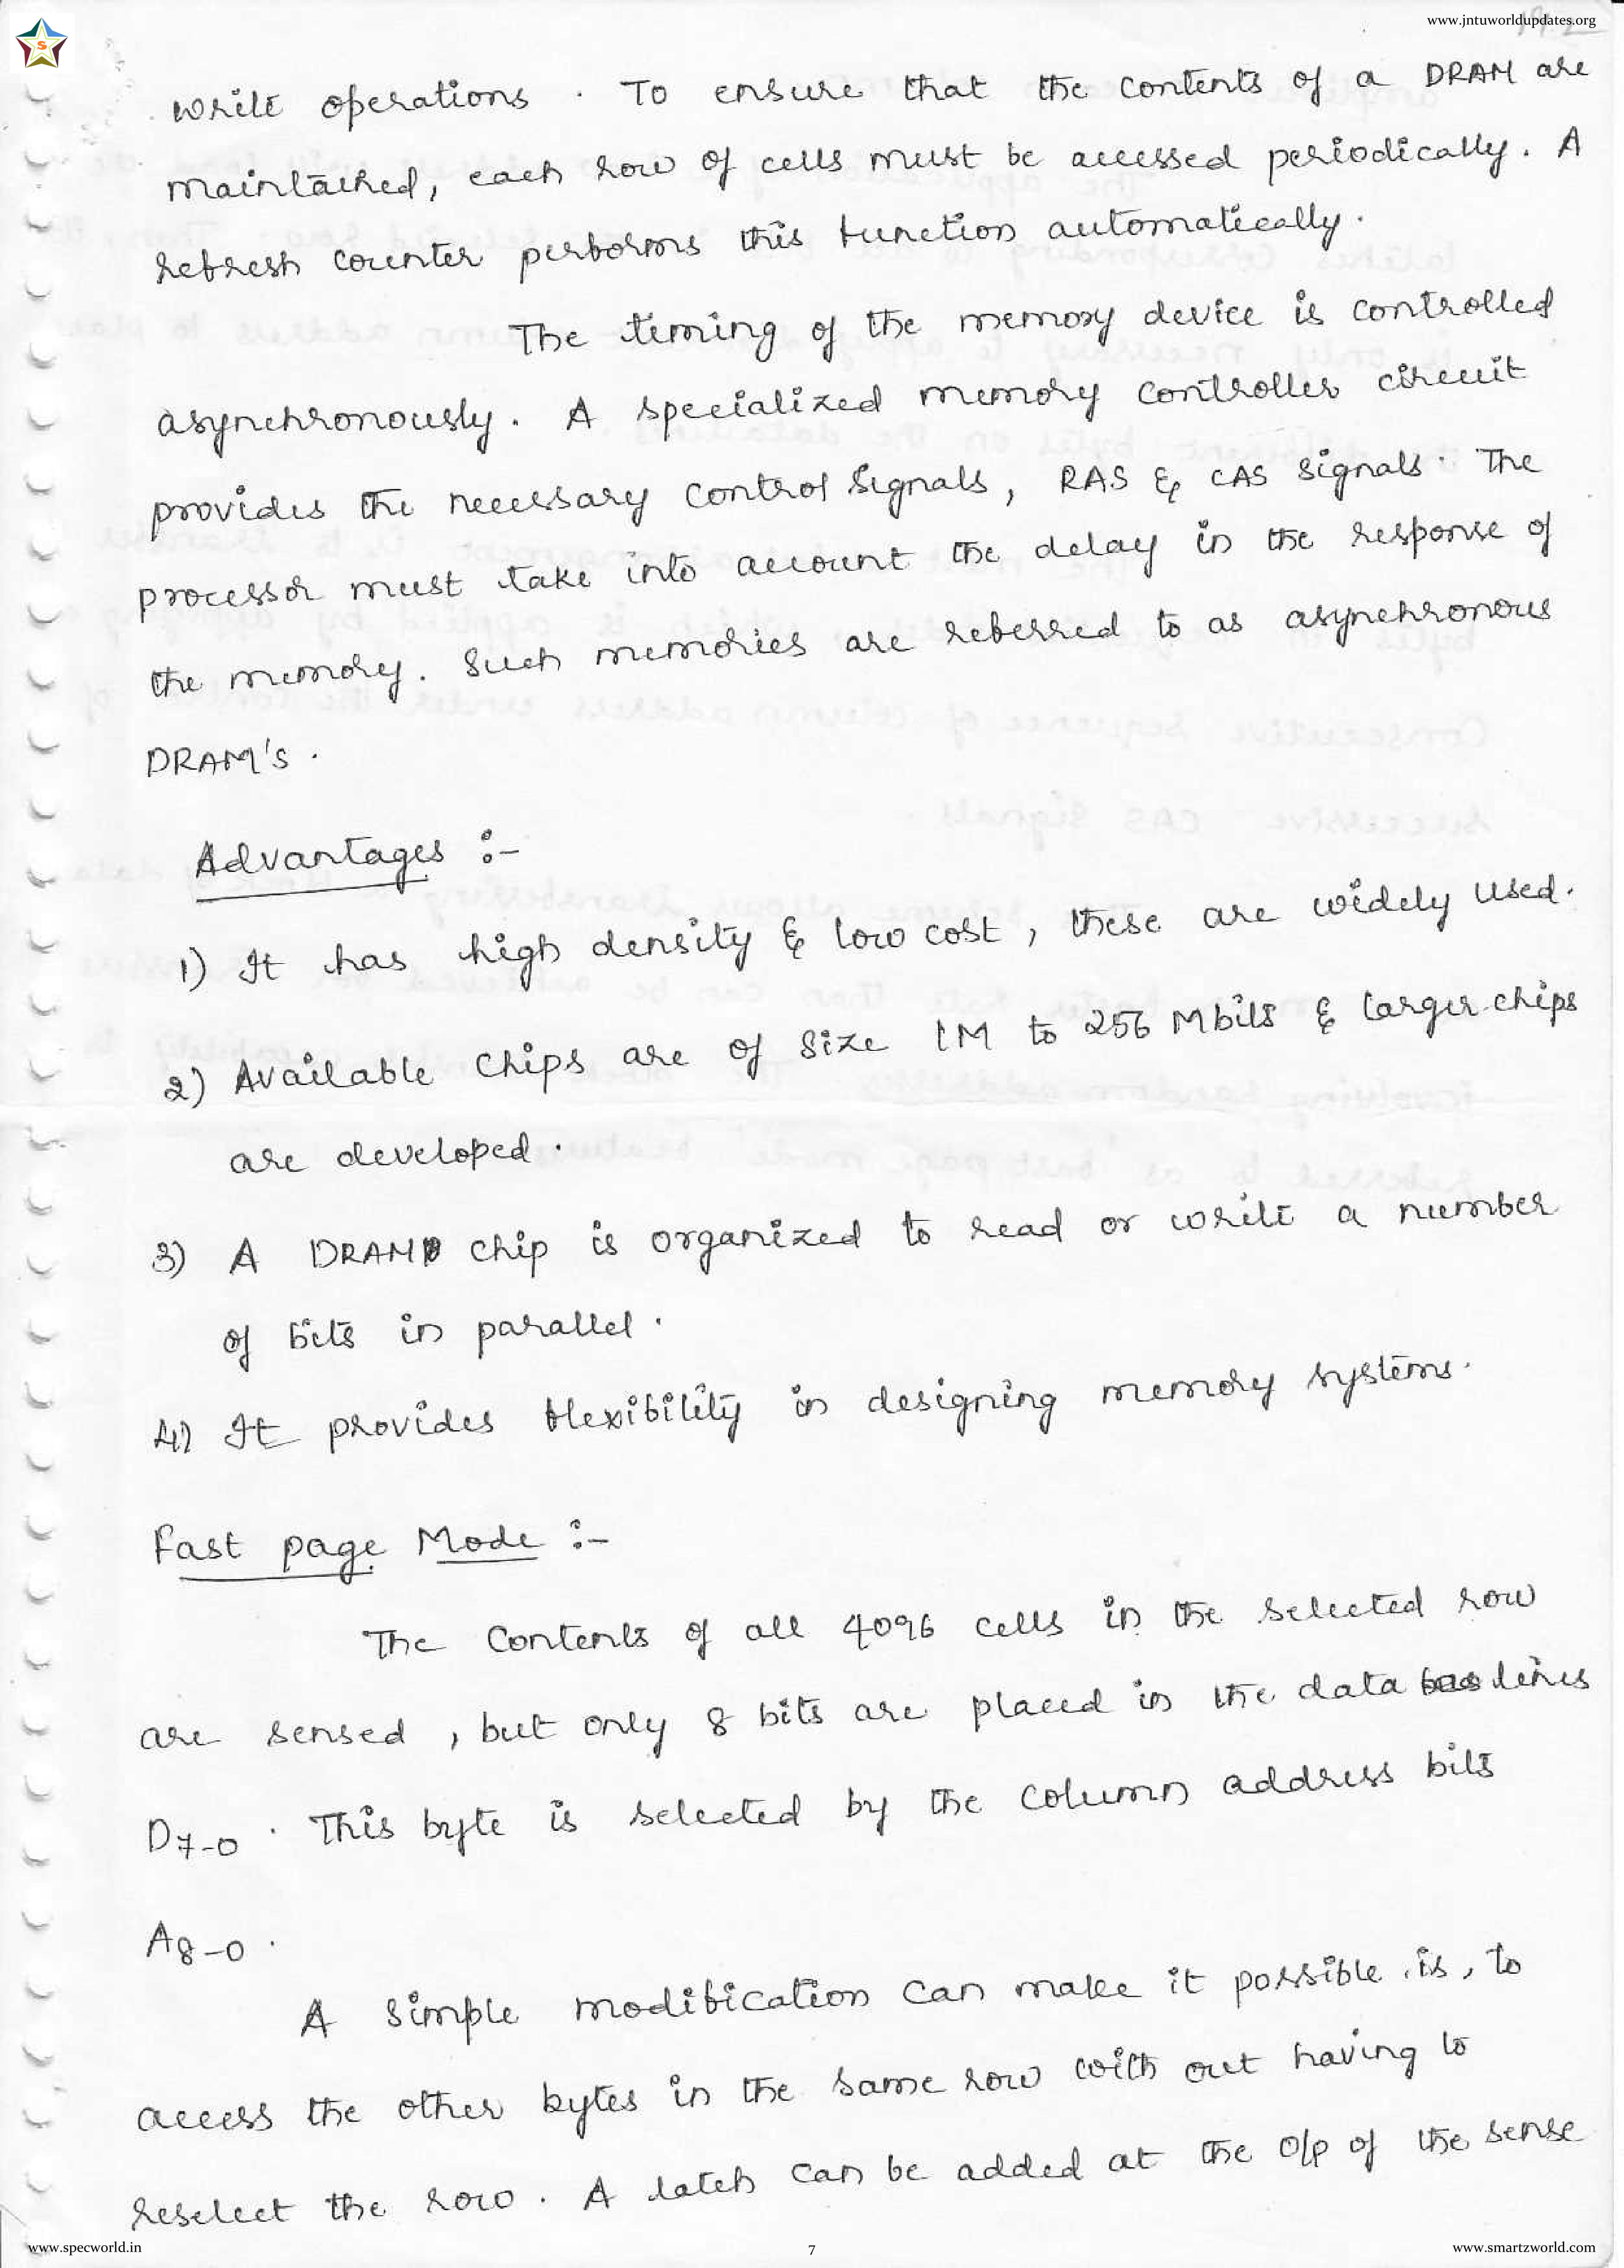 www.jntuworldupdates.org
S
write operations . To ensure that the contents of a DRAM are
maintained, each row of cells must be accessed periodically. A
refresh counter performs this function automatically.
The timing of the memory device is controlled
asynchronously. A specialized memory controller circuit
provides the necessary control signals, RAS & CAS signals. The
processor must take into account the delay in the response of
the memory. Such memories are referred to as asynchronous
DRAM's .
Advantages :-
1) It has high density & low cost, these are widely used.
2) Available chips are of size 1M to 256 Mbits & larger chips
are developed.
3) A DRAM chip is organized to read or write a number
of bits in parallel.
4) It provides flexibility in designing memory systems.
Fast page Mode :-
The contents of all 4096 cells in the selected row
are sensed, but only 8 bits are placed in the data lines
D7-0 . This byte is selected by the column address bits
A8-0 .
A simple modification can make it possible is, to
access the other bytes in the same row with out having to
reselect the row. A latch can be added at the o/p of the sense
www.specworld.in
7
www.smartzworld.com